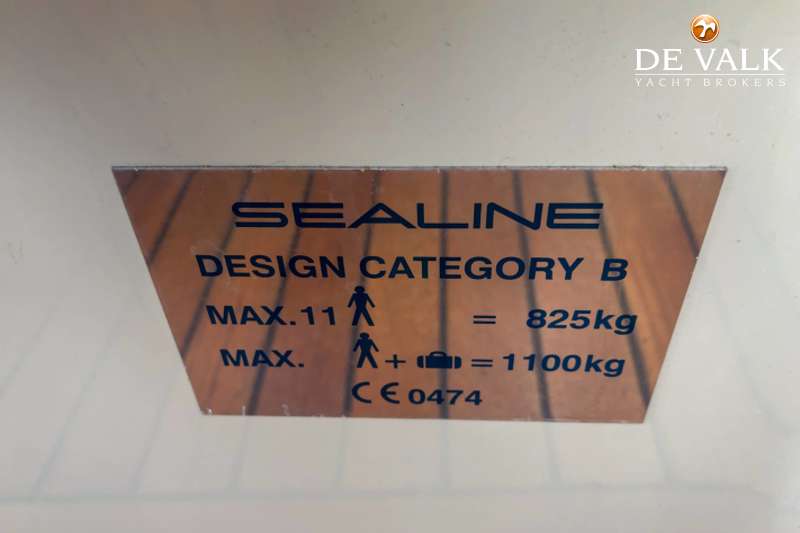 DE VALK
YACHT BROKERS
SEALINE
DESIGN CATEGORY B
MAX. 11 = 825kg
MAX. + = 1100kg
CE 0474